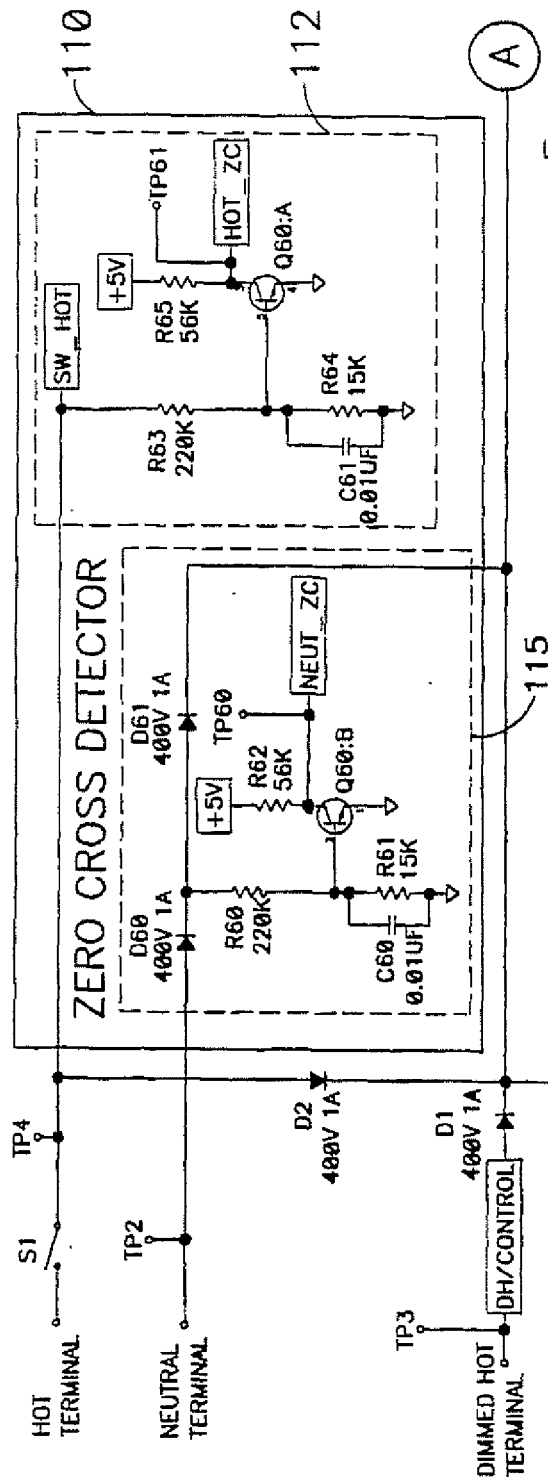 110
112
ZERO CROSS DETECTOR
SW_HOT
+5V
TP61
R65
56K
HOT_ZC
R63
220K
Q60:A
3
4
R64
15K
C61
0.01UF
D60
400V 1A
D61
400V 1A
TP60
+5V
R62
56K
NEUT_ZC
R60
220K
Q60:B
1
R61
15K
C60
0.01UF
115
S1
TP4
HOT
TERMINAL
TP2
NEUTRAL
TERMINAL
D2
400V 1A
TP3
DH/CONTROL
D1
400V 1A
DIMMED HOT
TERMINAL
A